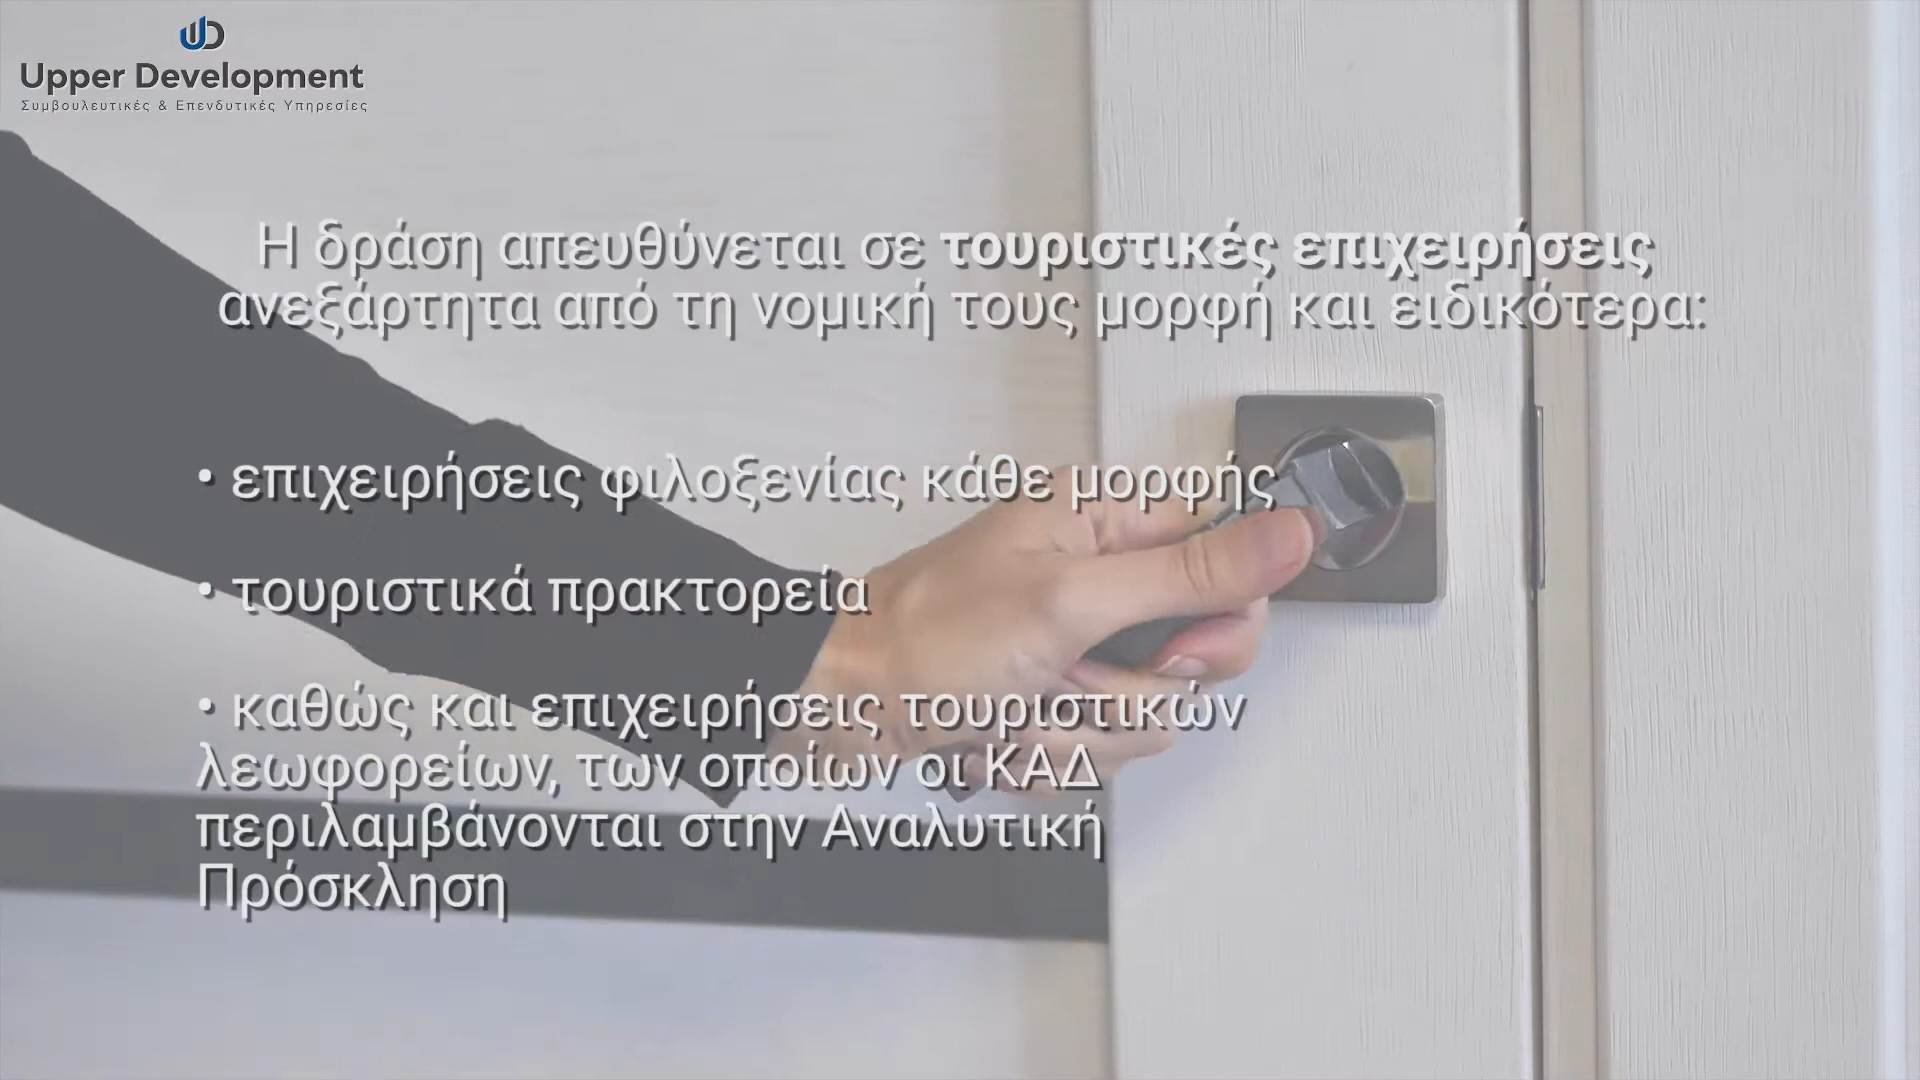 Upper Development
Συμβουλευτικές & Επενδυτικές Υπηρεσίες
Η δράση απευθύνεται σε τουριστικές επιχειρήσεις
ανεξάρτητα από τη νομική τους μορφή και ειδικότερα:
• επιχειρήσεις φιλοξενίας κάθε μορφής
• τουριστικά πρακτορεία
• καθώς και επιχειρήσεις τουριστικών
λεωφορείων, των οποίων οι ΚΑΔ
περιλαμβάνονται στην Αναλυτική
Πρόσκληση